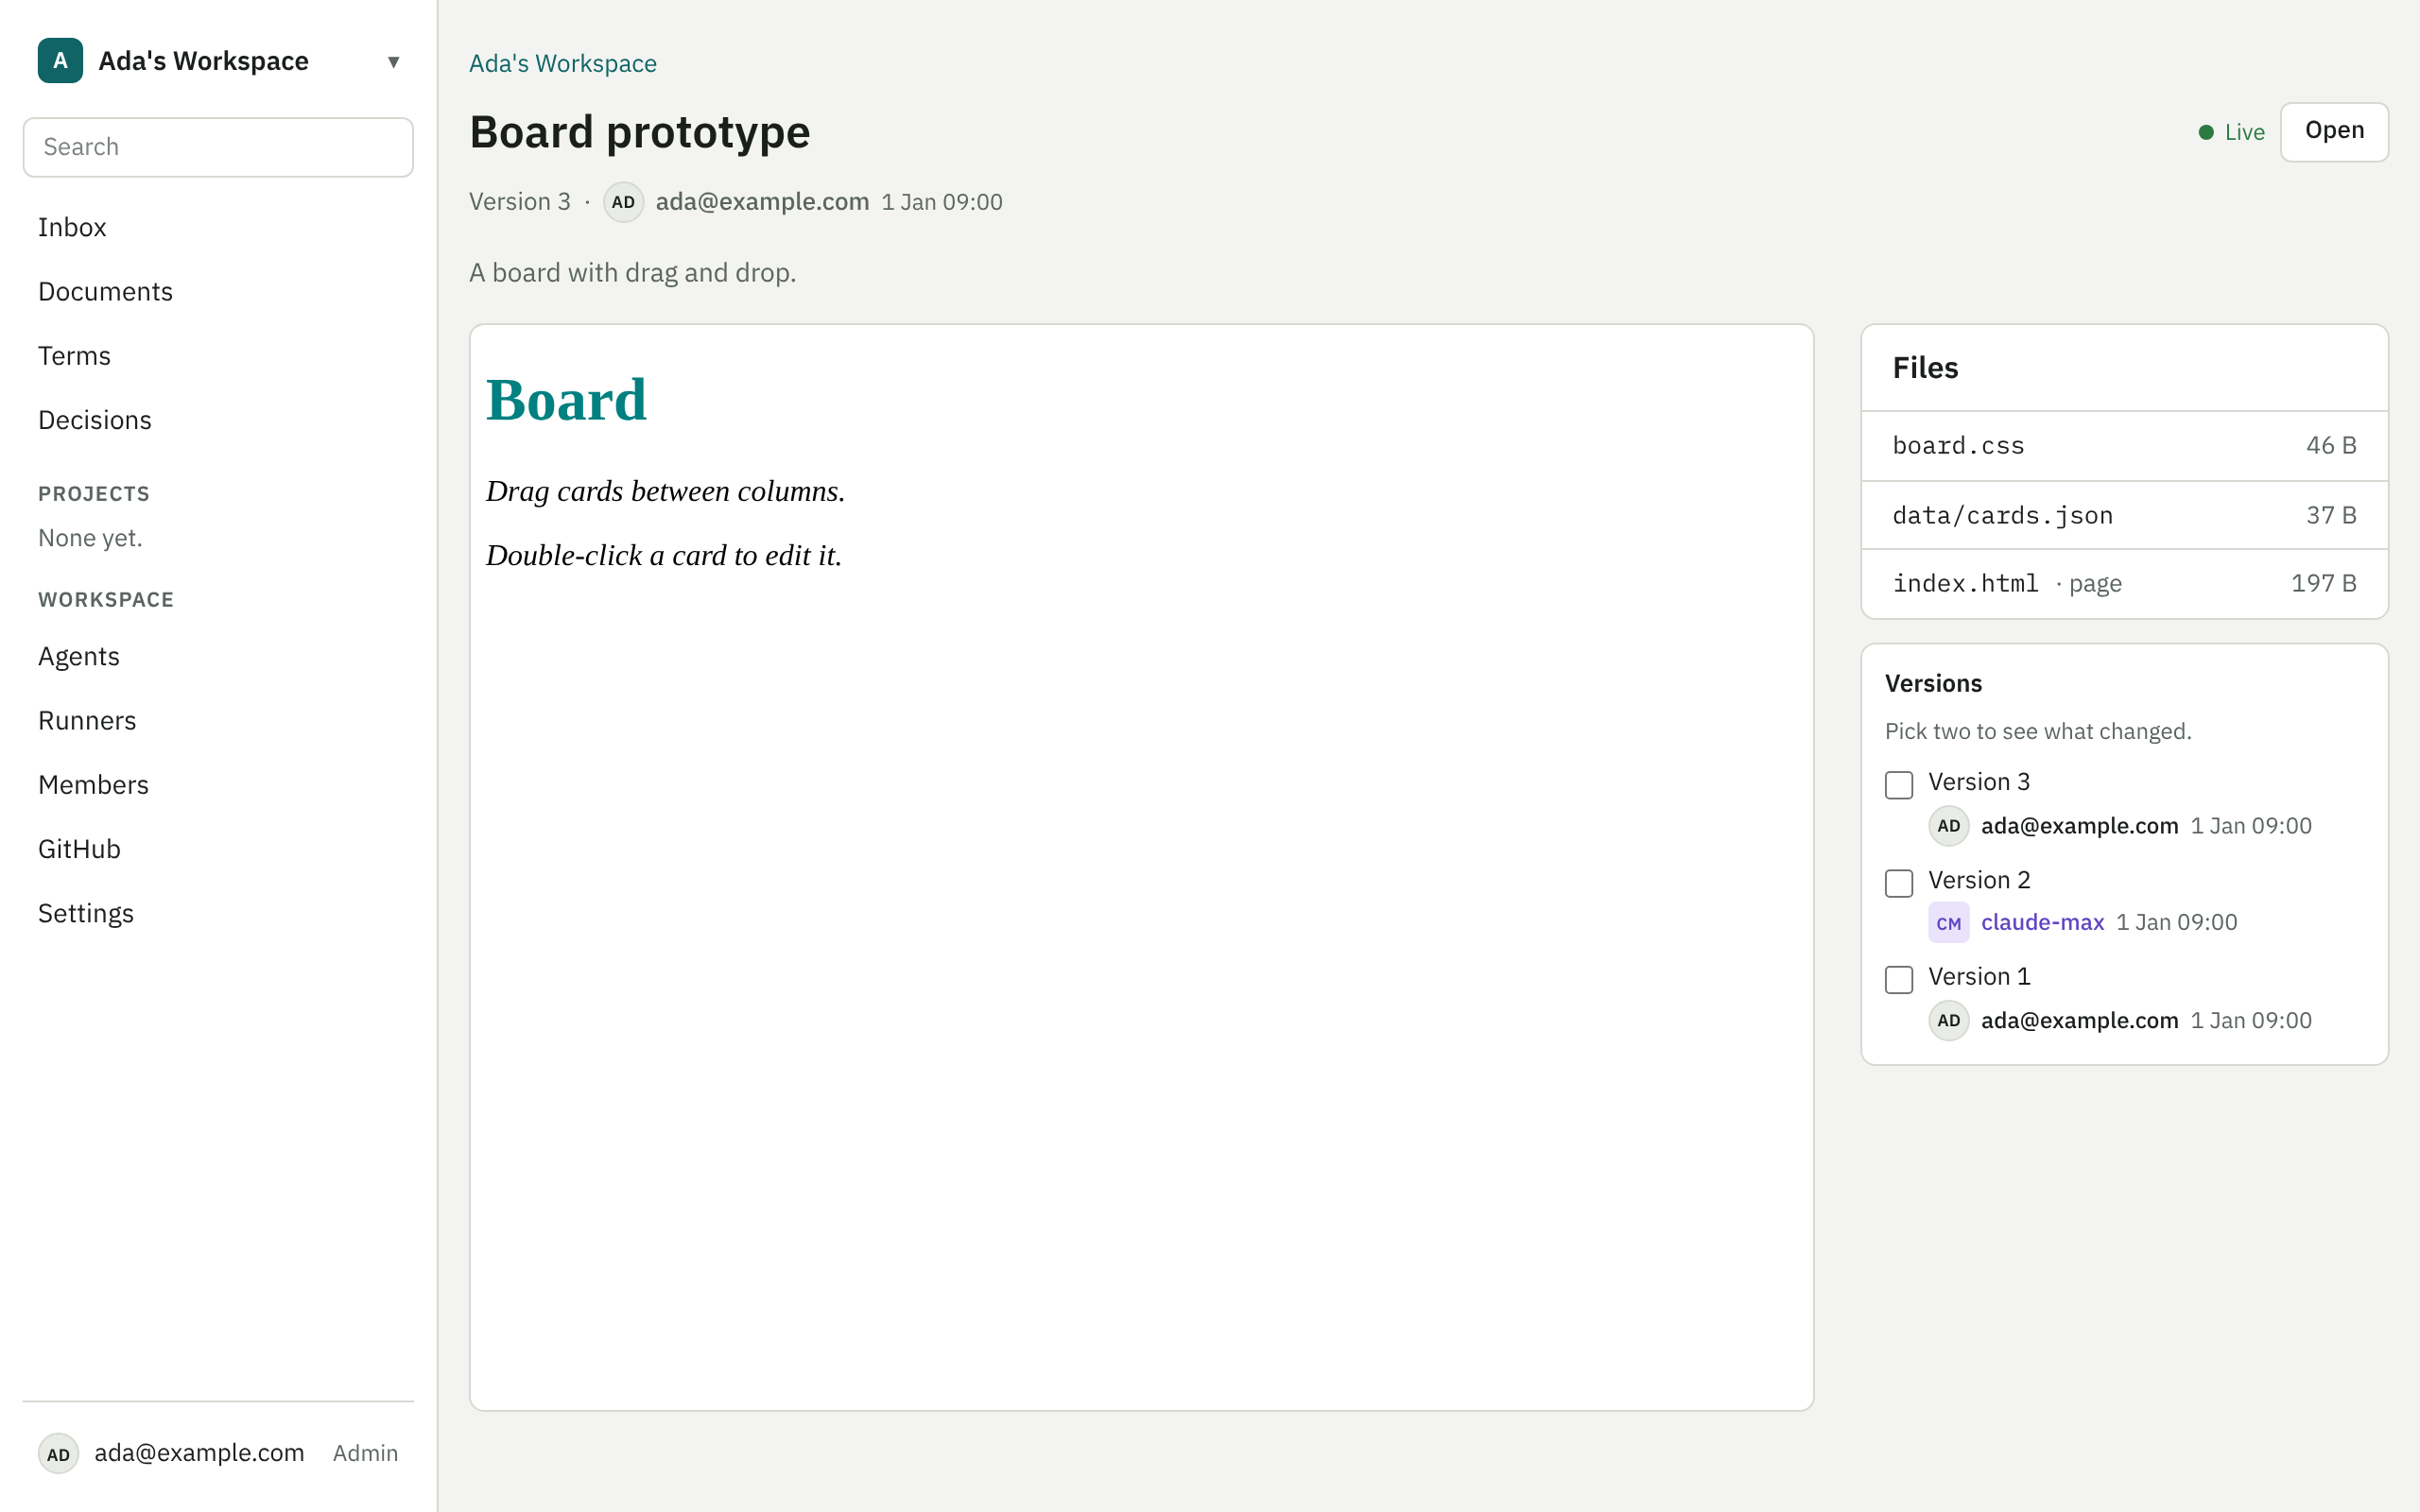 A Ada's Workspace ▾
Search
Inbox
Documents
Terms
Decisions
PROJECTS
None yet.
WORKSPACE
Agents
Runners
Members
GitHub
Settings
AD ada@example.com Admin
Ada's Workspace
Board prototype
Live Open
Version 3 · AD ada@example.com 1 Jan 09:00
A board with drag and drop.
Board
Drag cards between columns.
Double-click a card to edit it.
Files
board.css 46 B
data/cards.json 37 B
index.html · page 197 B
Versions
Pick two to see what changed.
Version 3
AD ada@example.com 1 Jan 09:00
Version 2
CM claude-max 1 Jan 09:00
Version 1
AD ada@example.com 1 Jan 09:00